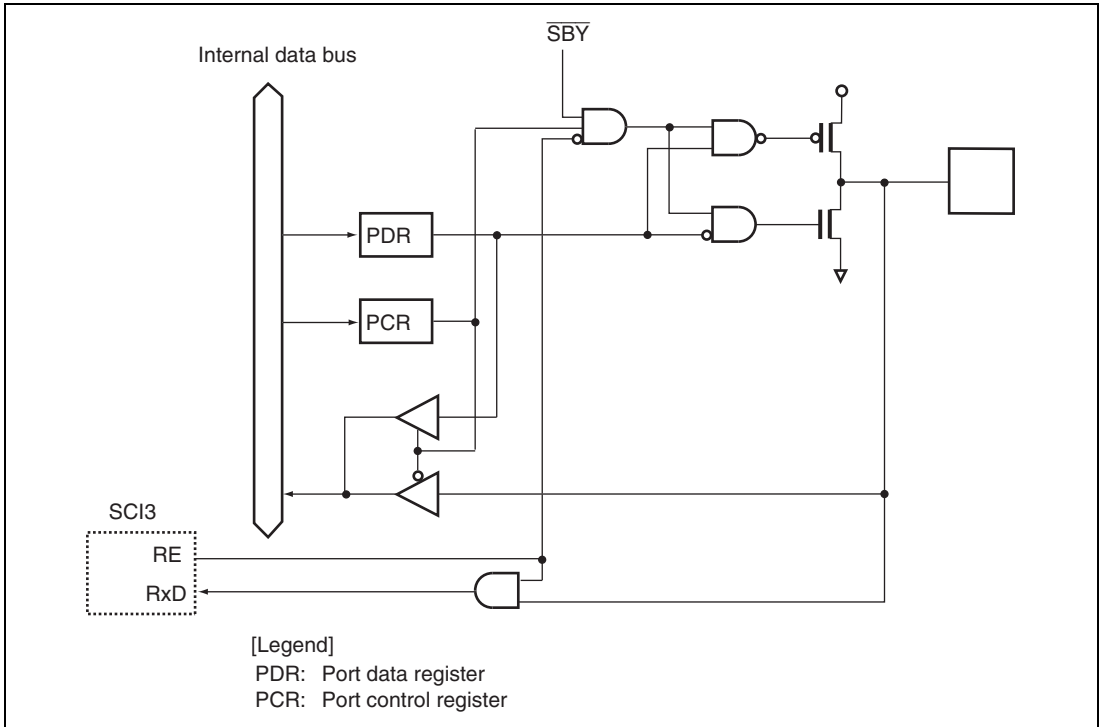 SBY
Internal data bus
PDR
PCR
SCI3
RE
RxD
[Legend]
PDR: Port data register
PCR: Port control register